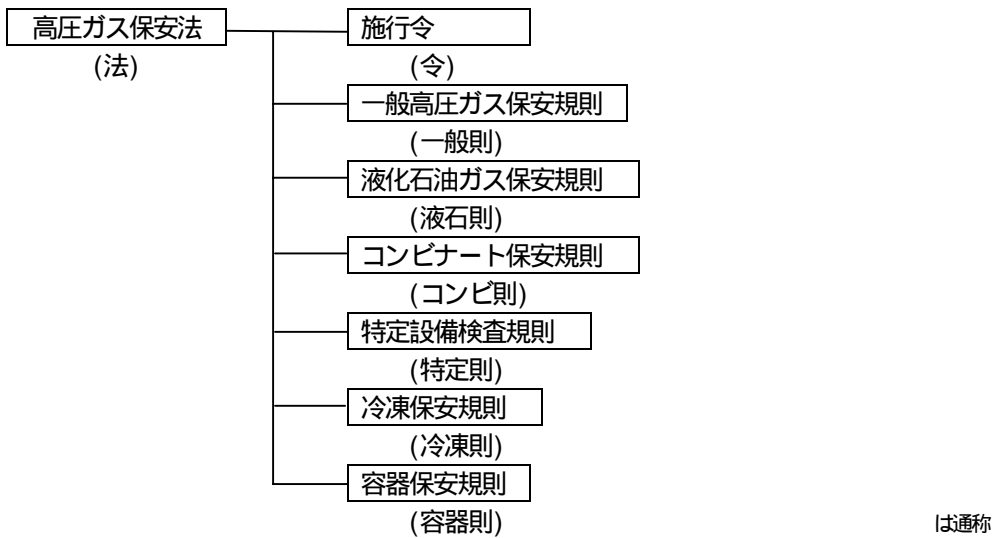 高圧ガス保安法 施行令
(法) (令)
一般高圧ガス保安規則
(一般則)
液化石油ガス保安規則
(液石則)
コンビナート保安規則
(コンビ則)
特定設備検査規則
(特定則)
冷凍保安規則
(冷凍則)
容器保安規則
(容器則) は通称